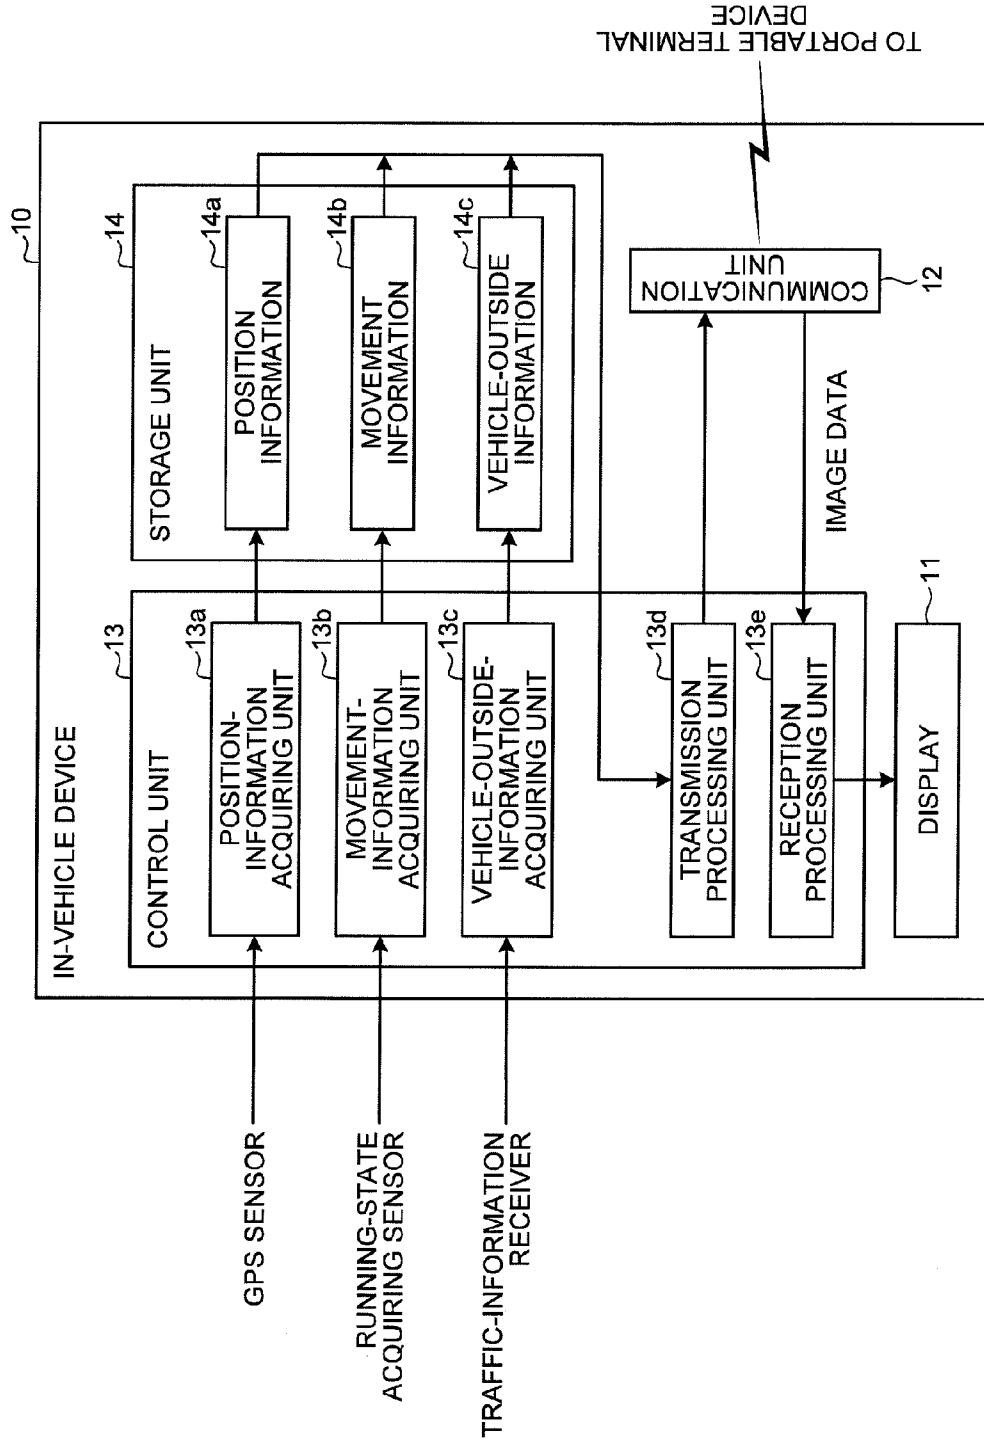 IN-VEHICLE DEVICE
10
CONTROL UNIT
13
POSITION-
INFORMATION
ACQUIRING UNIT
13a
MOVEMENT-
INFORMATION
ACQUIRING UNIT
13b
VEHICLE-OUTSIDE-
INFORMATION
ACQUIRING UNIT
13c
TRANSMISSION
PROCESSING UNIT
13d
RECEPTION
PROCESSING UNIT
13e
STORAGE UNIT
14
POSITION
INFORMATION
14a
MOVEMENT
INFORMATION
14b
VEHICLE-OUTSIDE
INFORMATION
14c
GPS SENSOR
RUNNING-STATE
ACQUIRING SENSOR
TRAFFIC-INFORMATION
RECEIVER
COMMUNICATION
UNIT
12
TO PORTABLE TERMINAL
DEVICE
IMAGE DATA
DISPLAY
11